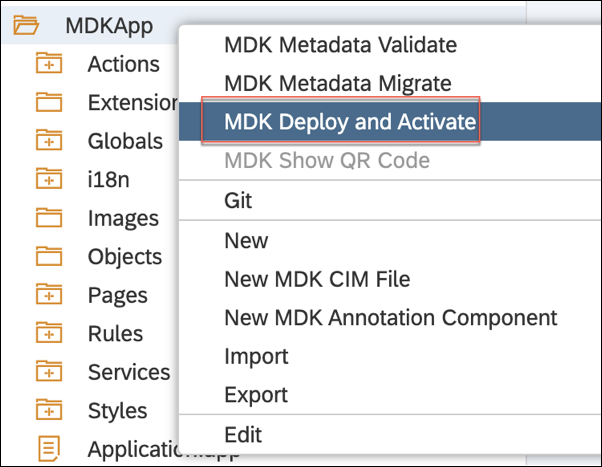 MDKApp
Actions
Extension
Globals
i18n
Images
Objects
Pages
Rules
Services
Styles
Application.app
MDK Metadata Validate
MDK Metadata Migrate
MDK Deploy and Activate
MDK Show QR Code
Git
New
New MDK CIM File
New MDK Annotation Component
Import
Export
Edit